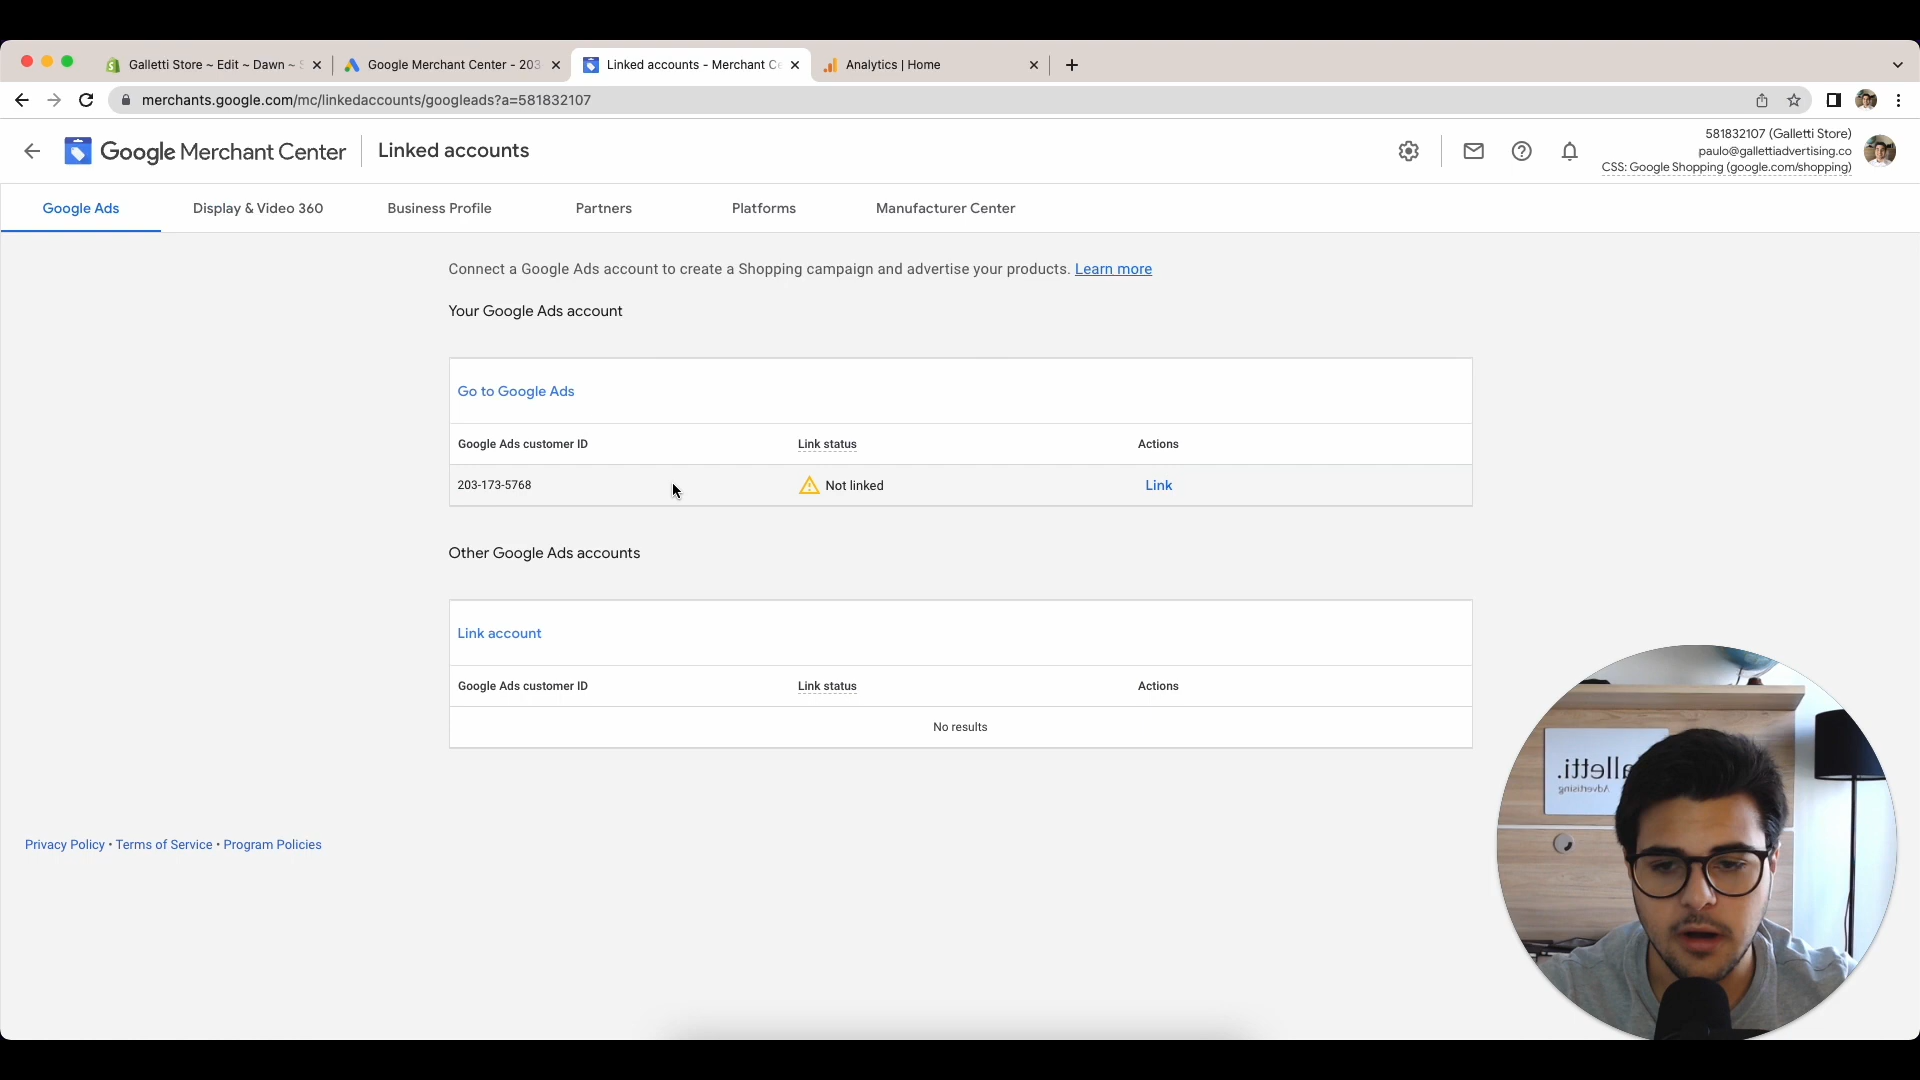 Galletti Store ~ Edit ~ Dawn ~ S
Google Merchant Center - 203
Linked accounts - Merchant Ce
Analytics | Home
merchants.google.com/mc/linkedaccounts/googleads?a=581832107
Google Merchant Center
Linked accounts
581832107 (Galletti Store)
paulo@gallettiadvertising.co
CSS: Google Shopping (google.com/shopping)
Google Ads
Display & Video 360
Business Profile
Partners
Platforms
Manufacturer Center
Connect a Google Ads account to create a Shopping campaign and advertise your products. Learn more
Your Google Ads account
Go to Google Ads
Google Ads customer ID
Link status
Actions
203-173-5768
Not linked
Link
Other Google Ads accounts
Link account
Google Ads customer ID
Link status
Actions
No results
Privacy Policy • Terms of Service • Program Policies
Galletti.
Advertising